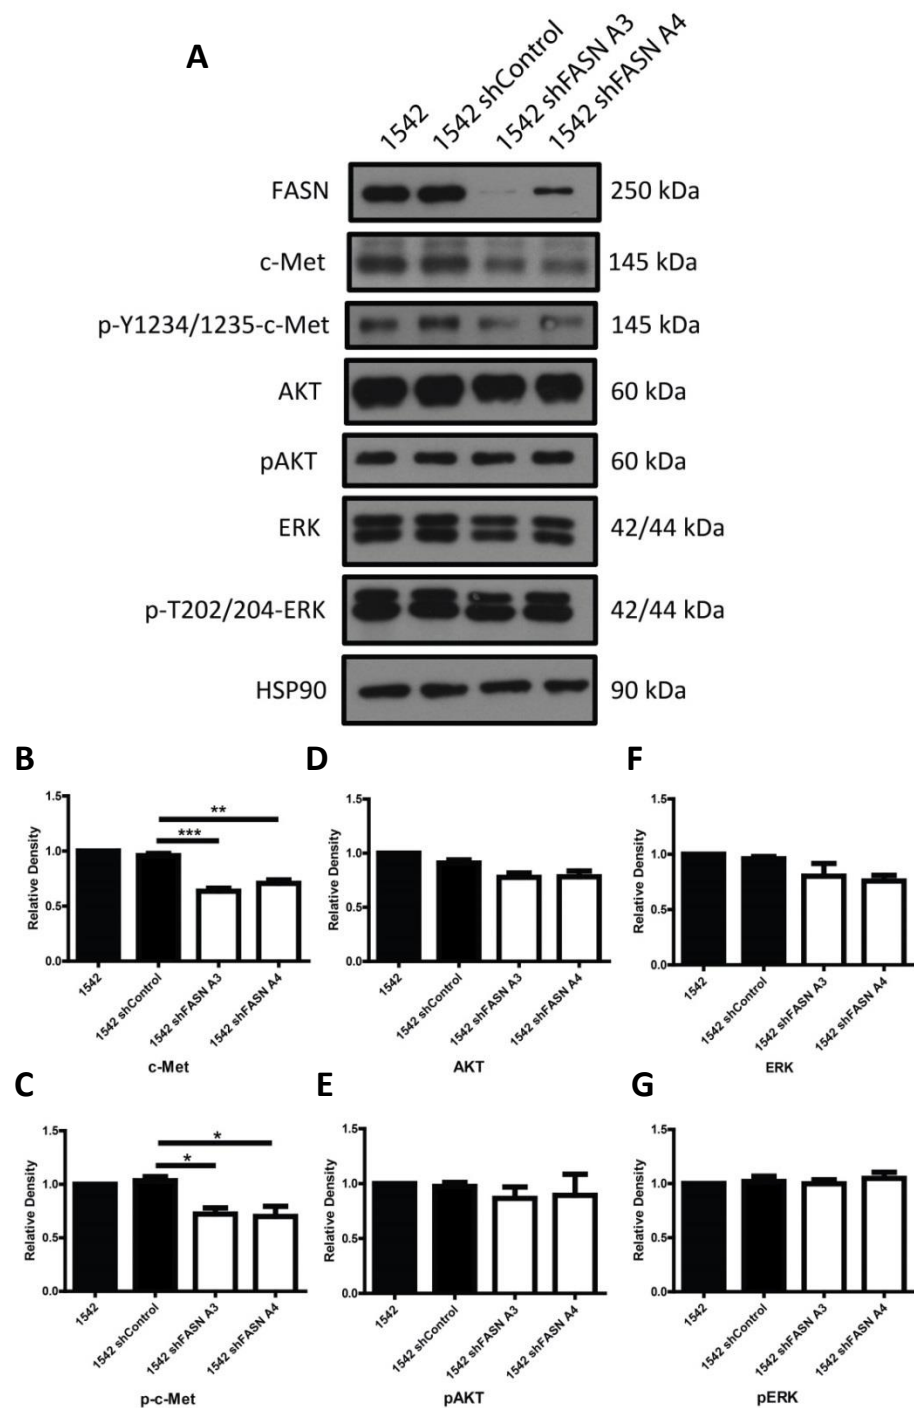 A
1542
1542 shControl
1542 shFASN A3
1542 shFASN A4
FASN 250 kDa
c-Met 145 kDa
p-Y1234/1235-c-Met 145 kDa
AKT 60 kDa
pAKT 60 kDa
ERK 42/44 kDa
p-T202/204-ERK 42/44 kDa
HSP90 90 kDa
B
Relative Density
1.5
1.0
0.5
0.0
**
***
1542
1542 shControl
1542 shFASN A3
1542 shFASN A4
c-Met
D
Relative Density
1.5
1.0
0.5
0.0
1542
1542 shControl
1542 shFASN A3
1542 shFASN A4
AKT
F
Relative Density
1.5
1.0
0.5
0.0
1542
1542 shControl
1542 shFASN A3
1542 shFASN A4
ERK
C
Relative Density
1.5
1.0
0.5
0.0
*
*
1542
1542 shControl
1542 shFASN A3
1542 shFASN A4
p-c-Met
E
Relative Density
1.5
1.0
0.5
0.0
1542
1542 shControl
1542 shFASN A3
1542 shFASN A4
pAKT
G
Relative Density
1.5
1.0
0.5
0.0
1542
1542 shControl
1542 shFASN A3
1542 shFASN A4
pERK